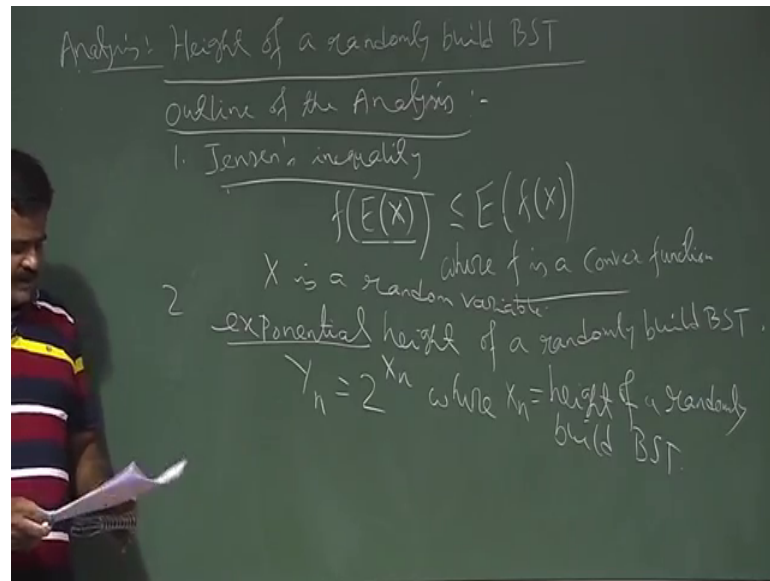 Analysis:- Height of a randomly build BST
Outline of the Analysis :-
1. Jensen's inequality
f(E(X)) ≤ E(f(X))
where f is a convex function
X is a random variable.
2 exponential height of a randomly build BST.
Yn = 2^Xn where Xn = height of a randomly
build BST.